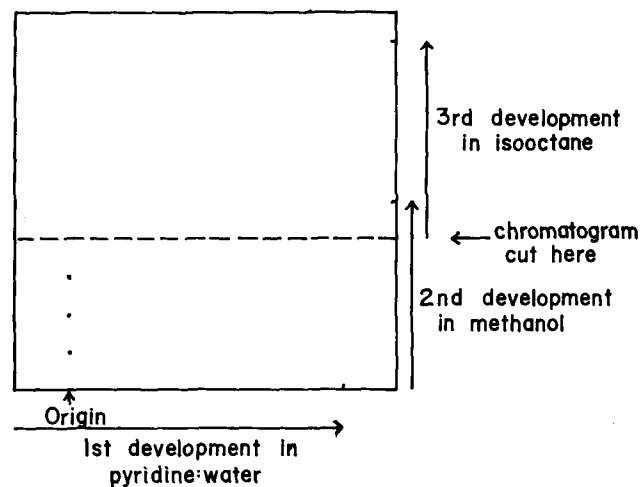 3rd development
in isooctane
chromatogram
cut here
2nd development
in methanol
Origin
1st development in
pyridine:water